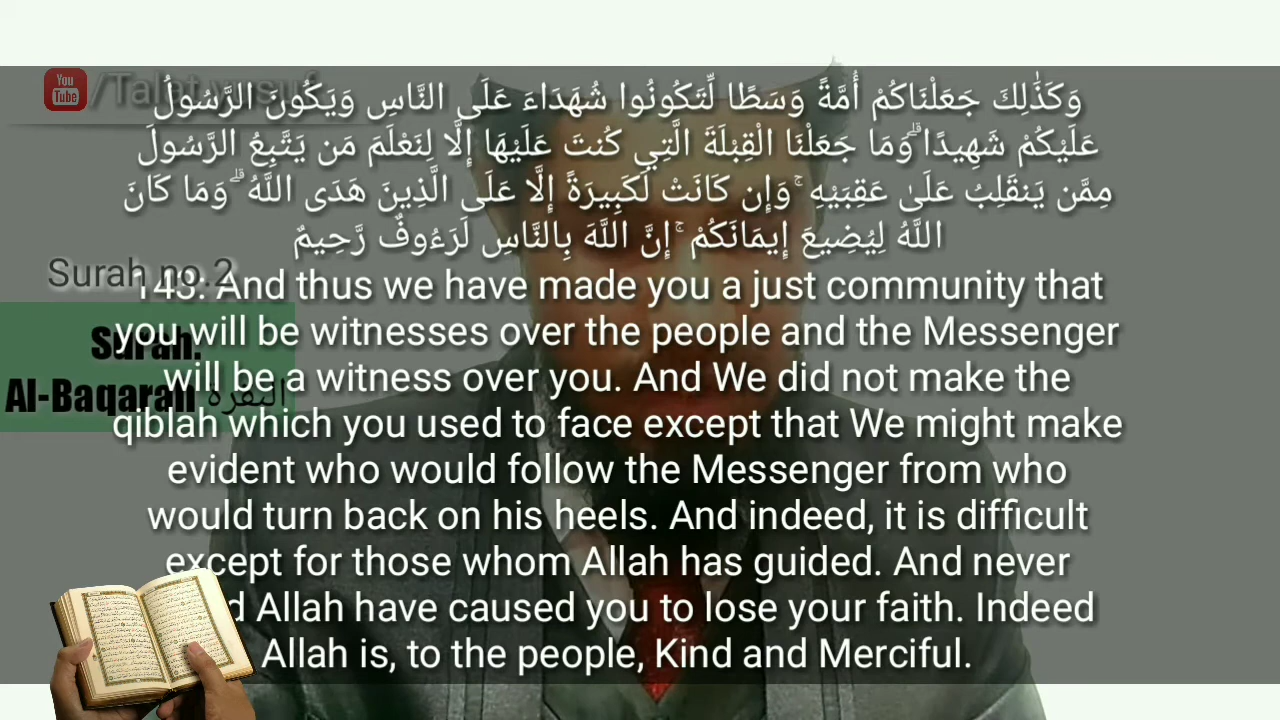 You
Tube /Talat yusuf
وَكَذَٰلِكَ جَعَلْنَاكُمْ أُمَّةً وَسَطًا لِّتَكُونُوا شُهَدَاءَ عَلَى النَّاسِ وَيَكُونَ الرَّسُولُ
عَلَيْكُمْ شَهِيدًا ۗ وَمَا جَعَلْنَا الْقِبْلَةَ الَّتِي كُنتَ عَلَيْهَا إِلَّا لِنَعْلَمَ مَن يَتَّبِعُ الرَّسُولَ
مِمَّن يَنقَلِبُ عَلَىٰ عَقِبَيْهِ ۚ وَإِن كَانَتْ لَكَبِيرَةً إِلَّا عَلَى الَّذِينَ هَدَى اللَّهُ ۗ وَمَا كَانَ
اللَّهُ لِيُضِيعَ إِيمَانَكُمْ ۚ إِنَّ اللَّهَ بِالنَّاسِ لَرَءُوفٌ رَّحِيمٌ
Surah no.2
143: And thus we have made you a just community that
you will be witnesses over the people and the Messenger
will be a witness over you. And We did not make the
qiblah which you used to face except that We might make
evident who would follow the Messenger from who
would turn back on his heels. And indeed, it is difficult
except for those whom Allah has guided. And never
Allah have caused you to lose your faith. Indeed
Allah is, to the people, Kind and Merciful.
Surah.
Al-Baqarah البقرة